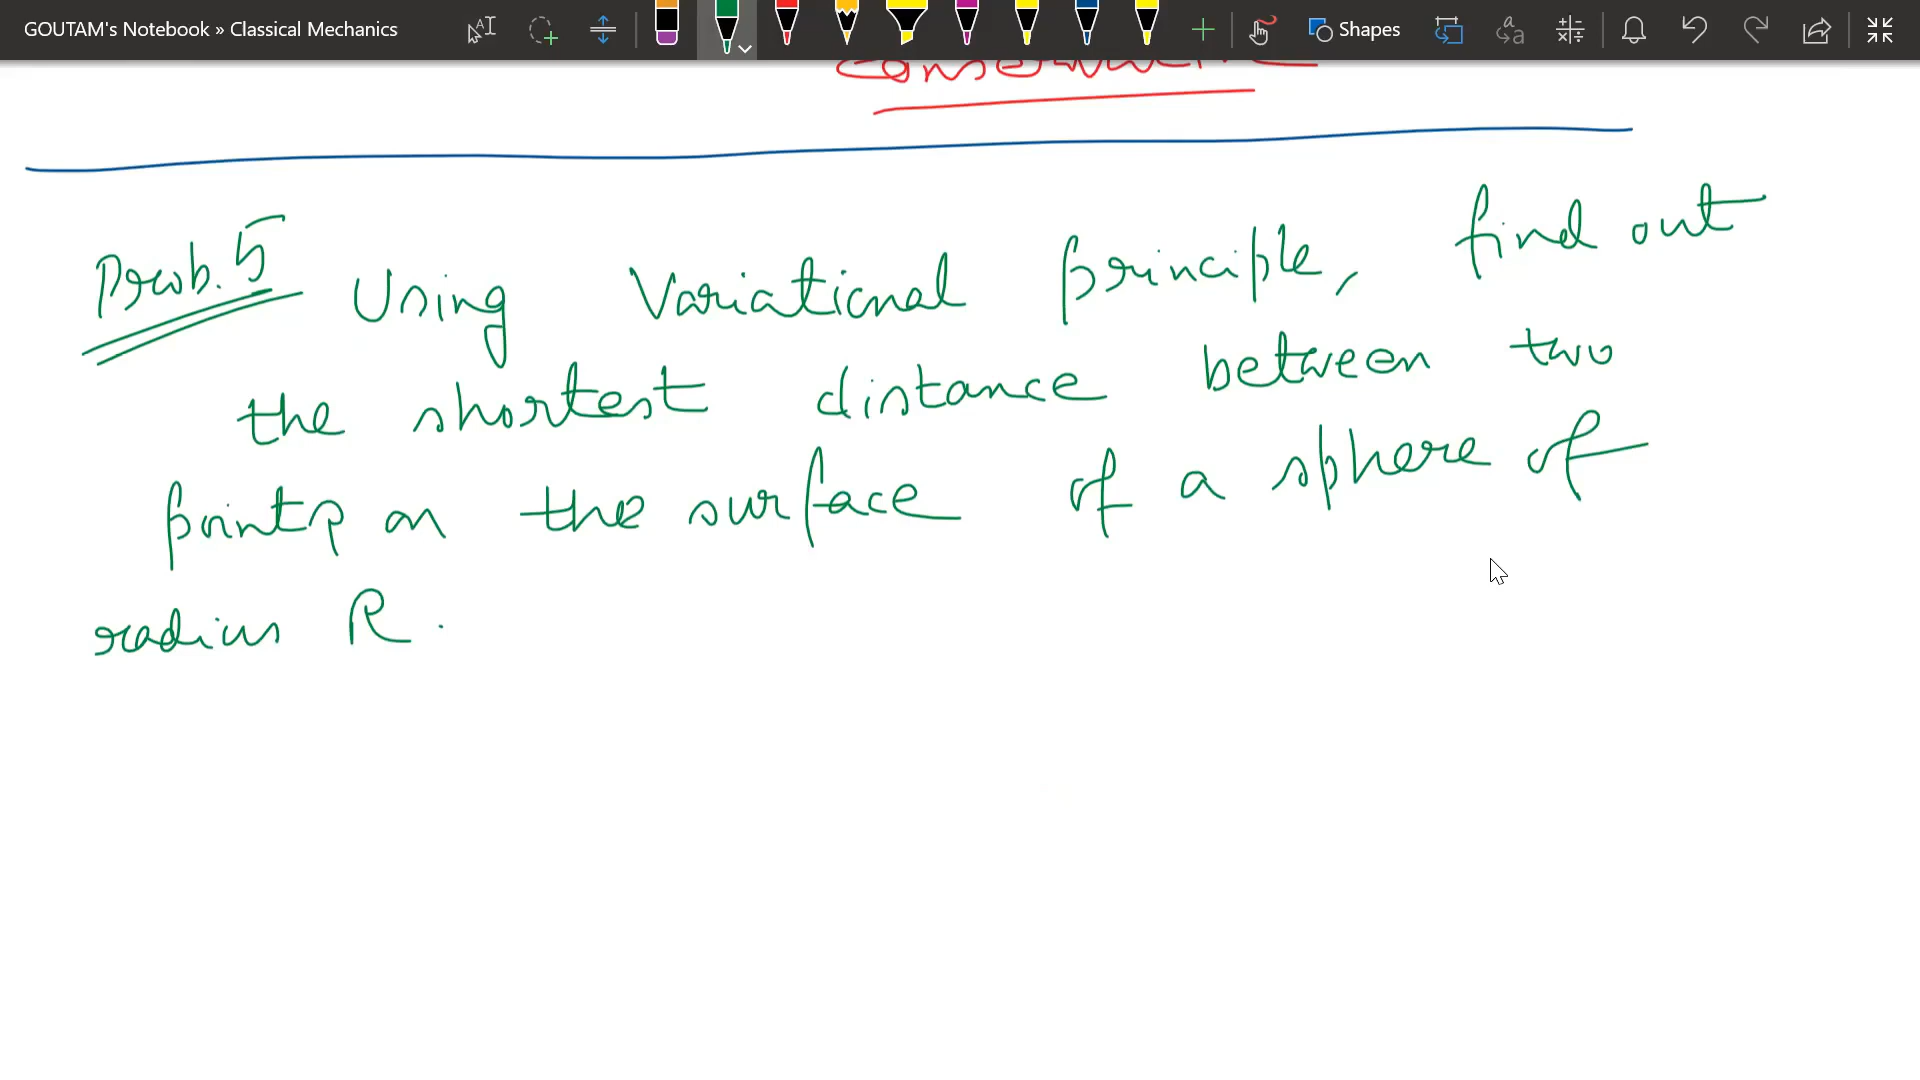 GOUTAM's Notebook » Classical Mechanics
Shapes
Prob. 5 Using Variational principle, find out
the shortest distance between two
points on the surface of a sphere of
radius R.